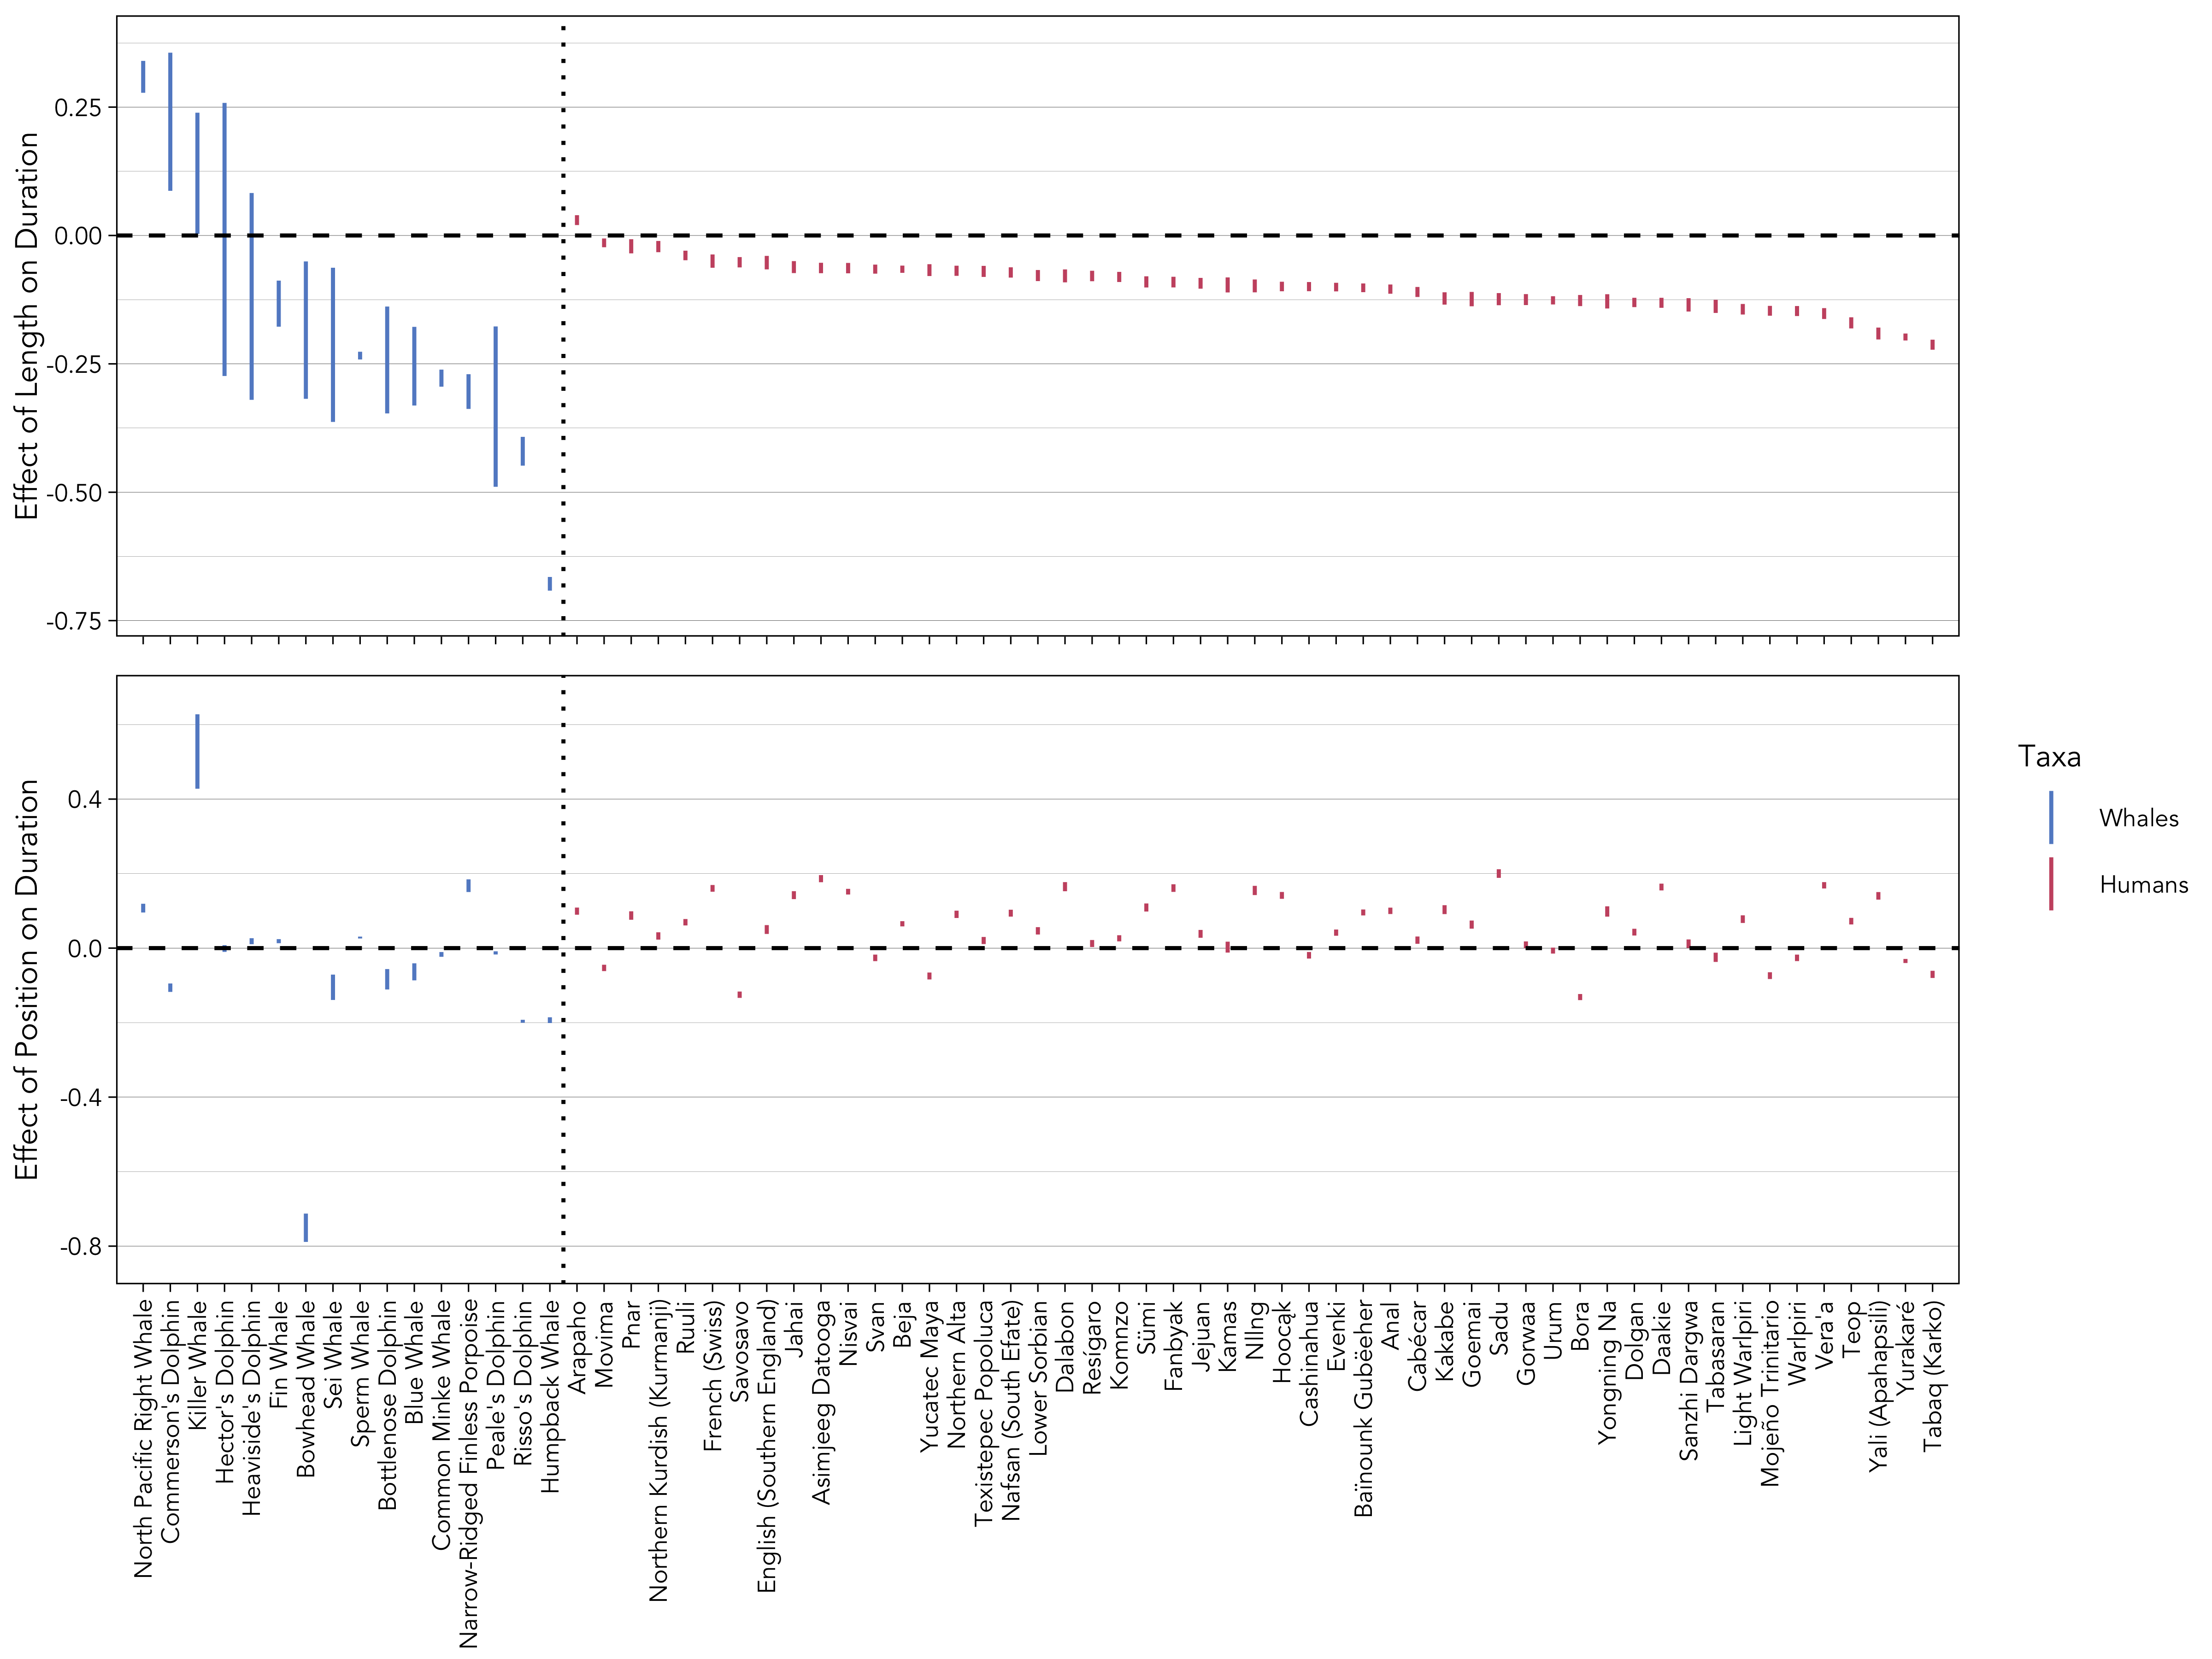 Effect of Length on Duration
0.25
0.00
-0.25
-0.50
-0.75
Effect of Position on Duration
0.4
0.0
-0.4
-0.8
North Pacific Right Whale
Commerson's Dolphin
Killer Whale
Hector's Dolphin
Heaviside's Dolphin
Fin Whale
Bowhead Whale
Sei Whale
Sperm Whale
Bottlenose Dolphin
Blue Whale
Common Minke Whale
Narrow-Ridged Finless Porpoise
Peale's Dolphin
Risso's Dolphin
Humpback Whale
Arapaho
Movima
Pnar
Northern Kurdish (Kurmanji)
Ruuli
French (Swiss)
Savosavo
English (Southern England)
Jahai
Asimjeeg Datooga
Nisvai
Svan
Beja
Yucatec Maya
Northern Alta
Texistepec Popoluca
Nafsan (South Efate)
Lower Sorbian
Dalabon
Resígaro
Komnzo
Sümi
Fanbyak
Jejuan
Kamas
Nllng
Hoocąk
Cashinahua
Evenki
Baïnounk Gubëeher
Anal
Cabécar
Kakabe
Goemai
Sadu
Gorwaa
Urum
Bora
Yongning Na
Dolgan
Daakie
Sanzhi Dargwa
Tabasaran
Light Warlpiri
Mojeño Trinitario
Warlpiri
Vera'a
Teop
Yali (Apahapsili)
Yurakaré
Tabaq (Karko)
Taxa
Whales
Humans